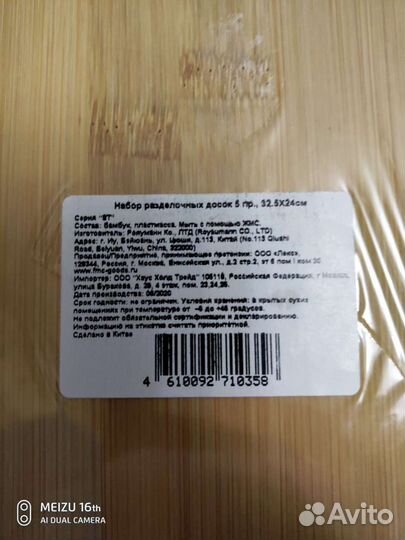 Набор разделочных досок 5 пр., 32.5X24см
Серия "BT"
Состав: бамбук, пластмасса. Мыть с помощью ЖМС.
Изготовитель: Роюумэйн Ко., ЛТД (Royaumann CO., LTD)
Адрес: г. Иу, Бэйюань, ул. Цюши, д.113, Китай (No.113 Qiushi
Road, Beiyuan, Yiwu, China, 322000)
Продавец/Предприятие, принимающее претензии: ООО «Лекс»,
129344, Россия, г. Москва, Енисейская ул., д.2 стр.2, эт 6 пом I ком 30
www.fmc-goods.ru
Импортер: ООО "Хаус Холд Трейд" 105118, Российская Федерация, г Москва,
улица Буракова, д. 29, 4 этаж, пом. 23,24,25.
Дата производства: 06/2020
Срок годности: не ограничен. Условия хранения: в крытых сухих
помещениях при температуре от -5 до +45 градусов.
Не подлежит обязательной сертификации и декларированию.
Информацию на этикетке считать приоритетной.
Сделано в Китае
4 610092 710358
MEIZU 16th
AI DUAL CAMERA
Avito